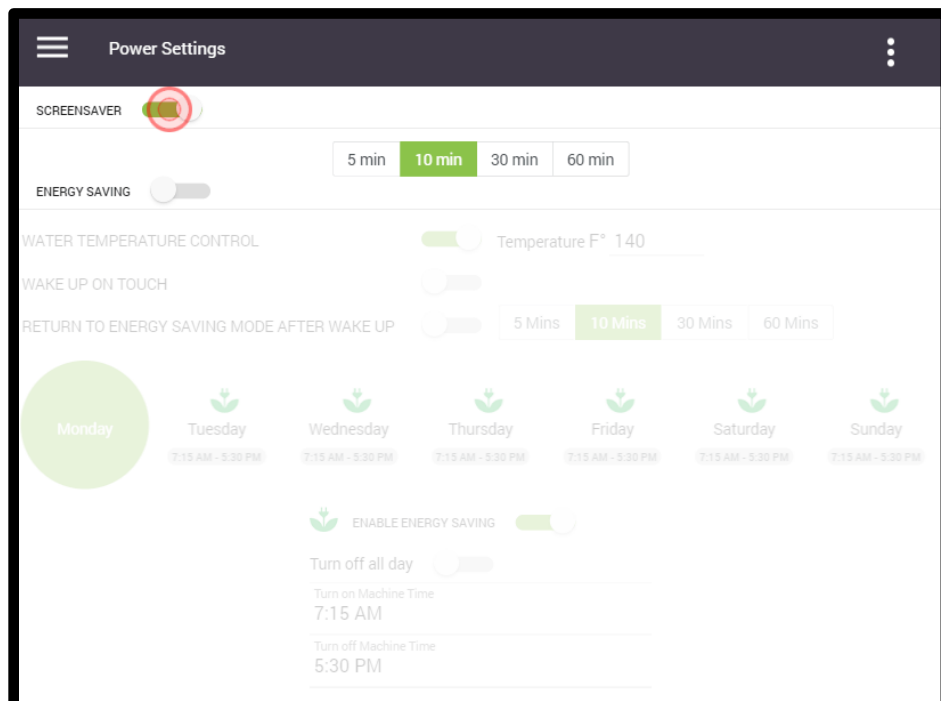 Power Settings
SCREENSAVER
5 min 10 min 30 min 60 min
ENERGY SAVING
WATER TEMPERATURE CONTROL Temperature F° 140
WAKE UP ON TOUCH
RETURN TO ENERGY SAVING MODE AFTER WAKE UP 5 Mins 10 Mins 30 Mins 60 Mins
Monday Tuesday Wednesday Thursday Friday Saturday Sunday
7:15 AM - 5:30 PM 7:15 AM - 5:30 PM 7:15 AM - 5:30 PM 7:15 AM - 5:30 PM 7:15 AM - 5:30 PM 7:15 AM - 5:30 PM
ENABLE ENERGY SAVING
Turn off all day
Turn on Machine Time
7:15 AM
Turn off Machine Time
5:30 PM